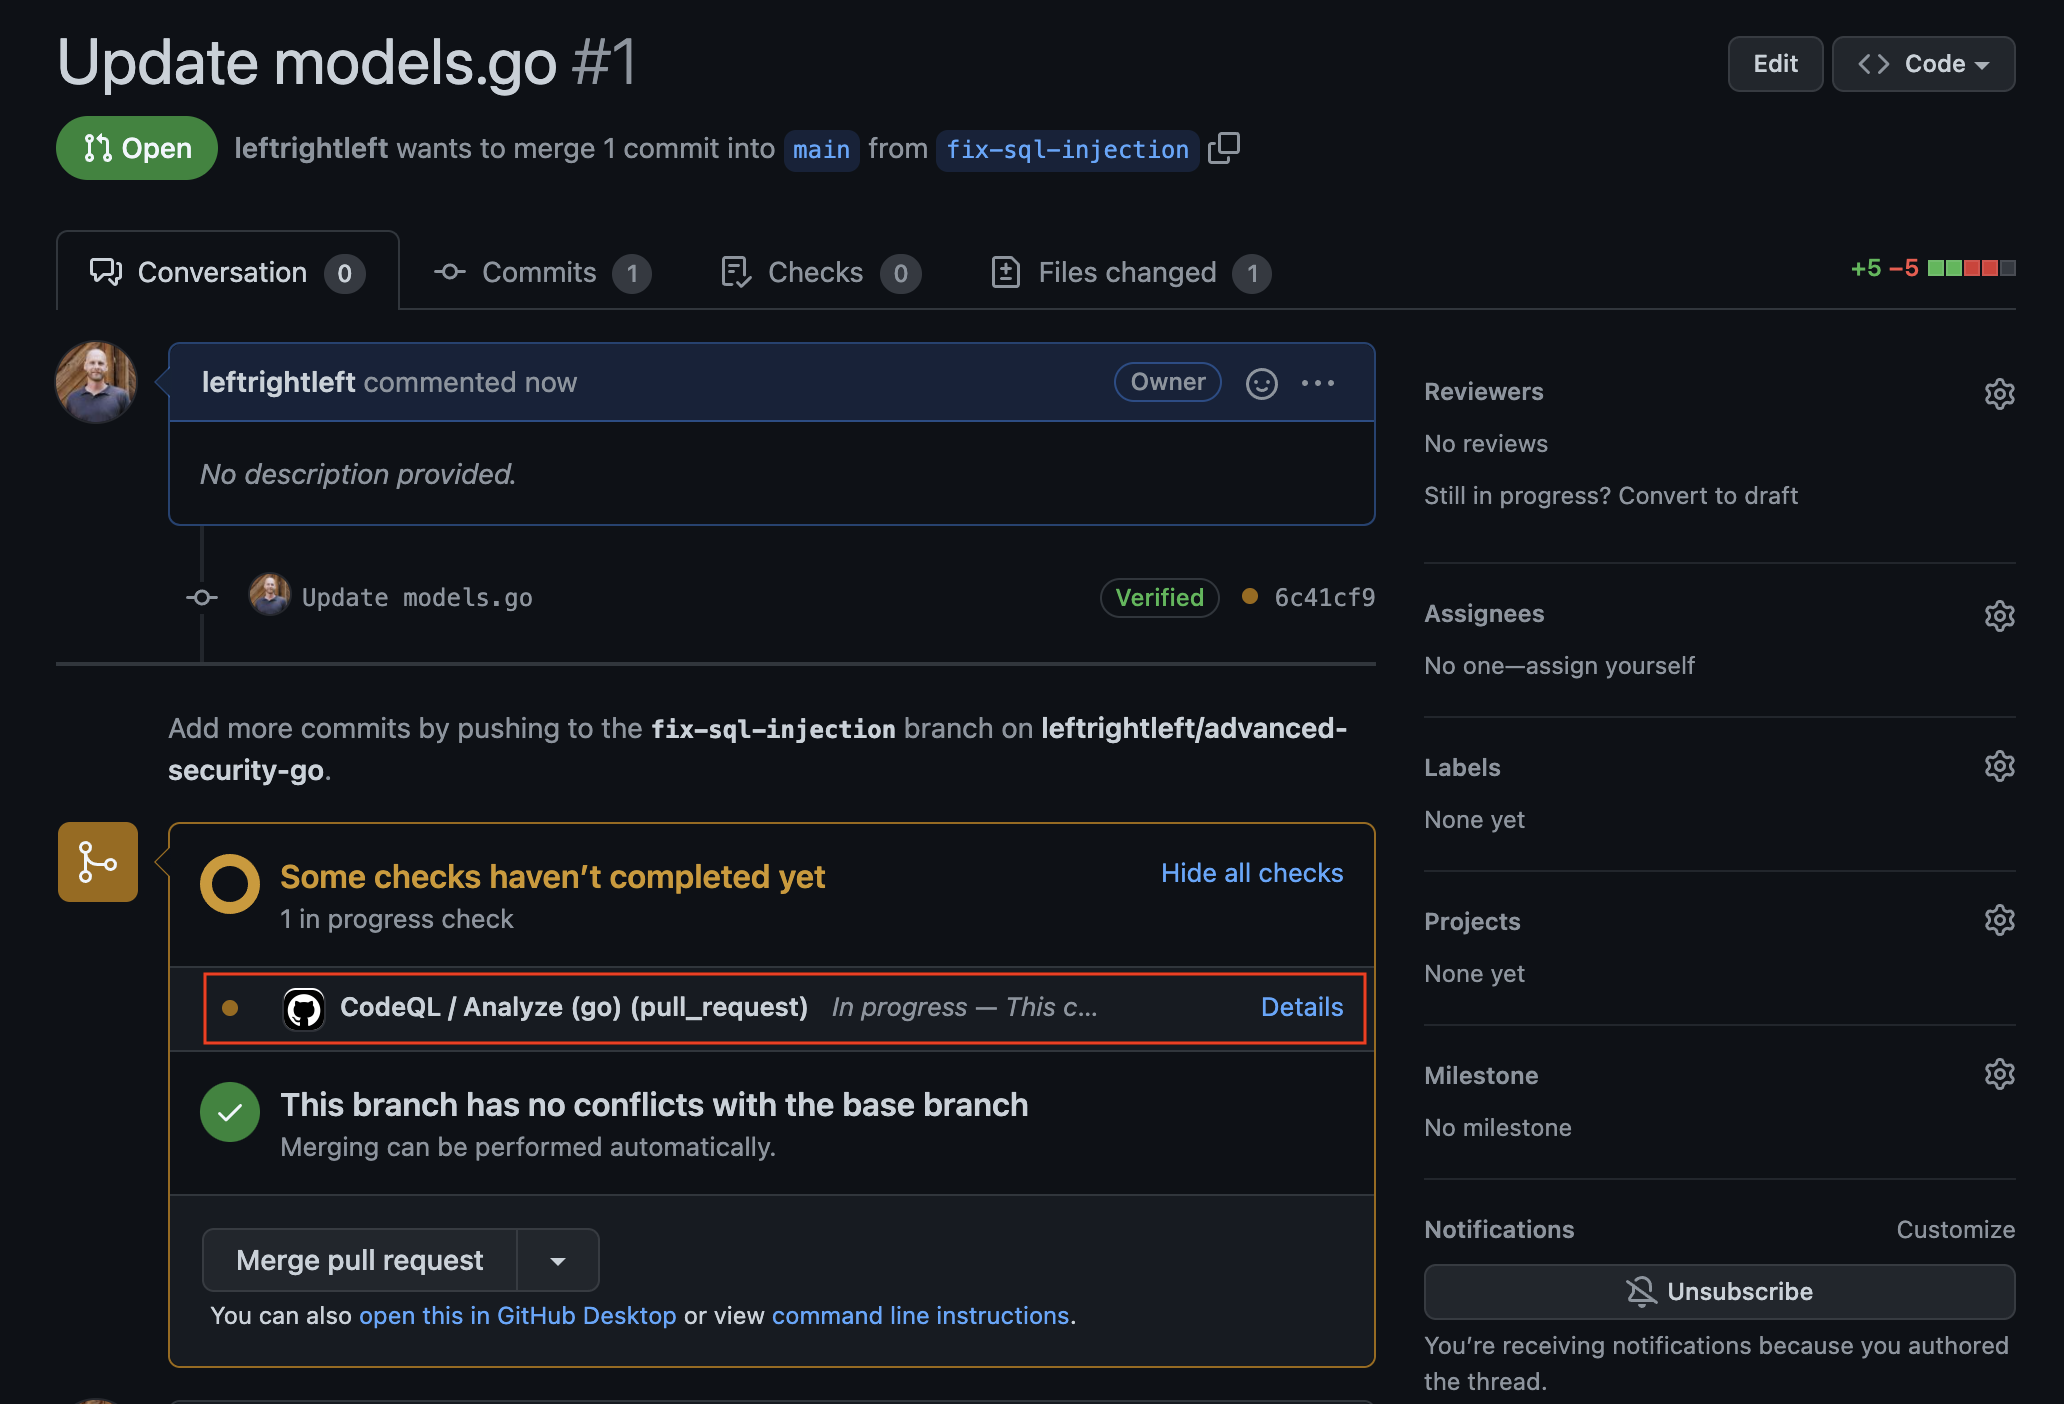 Update models.go #1
Edit
Code
Open
leftrightleft wants to merge 1 commit into main from fix-sql-injection
Conversation 0
Commits 1
Checks 0
Files changed 1
+5 −5
leftrightleft commented now
Owner
No description provided.
Update models.go
Verified
6c41cf9
Add more commits by pushing to the fix-sql-injection branch on leftrightleft/advanced-
security-go.
Some checks haven’t completed yet
Hide all checks
1 in progress check
CodeQL / Analyze (go) (pull_request) In progress — This c...
Details
This branch has no conflicts with the base branch
Merging can be performed automatically.
Merge pull request
You can also open this in GitHub Desktop or view command line instructions.
Reviewers
No reviews
Still in progress? Convert to draft
Assignees
No one—assign yourself
Labels
None yet
Projects
None yet
Milestone
No milestone
Notifications
Customize
Unsubscribe
You’re receiving notifications because you authored
the thread.